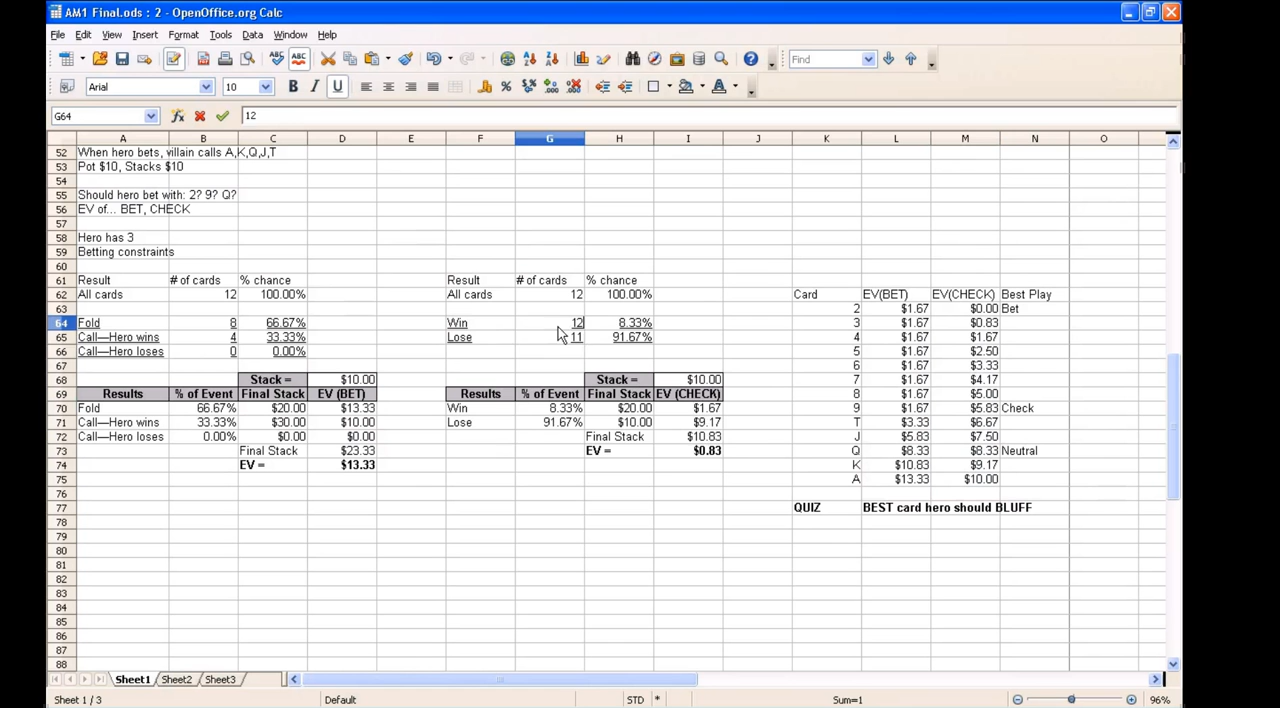 AM1 Final.ods : 2 - OpenOffice.org Calc
File Edit View Insert Format Tools Data Window Help
Find
Arial 10 B I U A
G64 12
A B C D E F G H I J K L M N O
52 When hero bets, villain calls A,K,Q,J,T
53 Pot $10, Stacks $10
54
55 Should hero bet with: 2? 9? Q?
56 EV of... BET, CHECK
57
58 Hero has 3
59 Betting constraints
60
61 Result # of cards % chance Result # of cards % chance
62 All cards 12 100.00% All cards 12 100.00% Card EV(BET) EV(CHECK) Best Play
63 2 $1.67 $0.00 Bet
64 Fold 8 66.67% Win 12 8.33% 3 $1.67 $0.83
65 Call—Hero wins 4 33.33% Lose 11 91.67% 4 $1.67 $1.67
66 Call—Hero loses 0 0.00% 5 $1.67 $2.50
67 6 $1.67 $3.33
68 Stack = $10.00 Stack = $10.00 7 $1.67 $4.17
69 Results % of Event Final Stack EV (BET) Results % of Event Final Stack EV (CHECK) 8 $1.67 $5.00
70 Fold 66.67% $20.00 $13.33 Win 8.33% $20.00 $1.67 9 $1.67 $5.83 Check
71 Call—Hero wins 33.33% $30.00 $10.00 Lose 91.67% $10.00 $9.17 T $3.33 $6.67
72 Call—Hero loses 0.00% $0.00 $0.00 Final Stack $10.83 J $5.83 $7.50
73 Final Stack $23.33 EV = $0.83 Q $8.33 $8.33 Neutral
74 EV = $13.33 K $10.83 $9.17
75 A $13.33 $10.00
76
77 QUIZ BEST card hero should BLUFF
78
79
80
81
82
83
84
85
86
87
88
Sheet1 Sheet2 Sheet3
Sheet 1 / 3 Default STD * Sum=1 96%